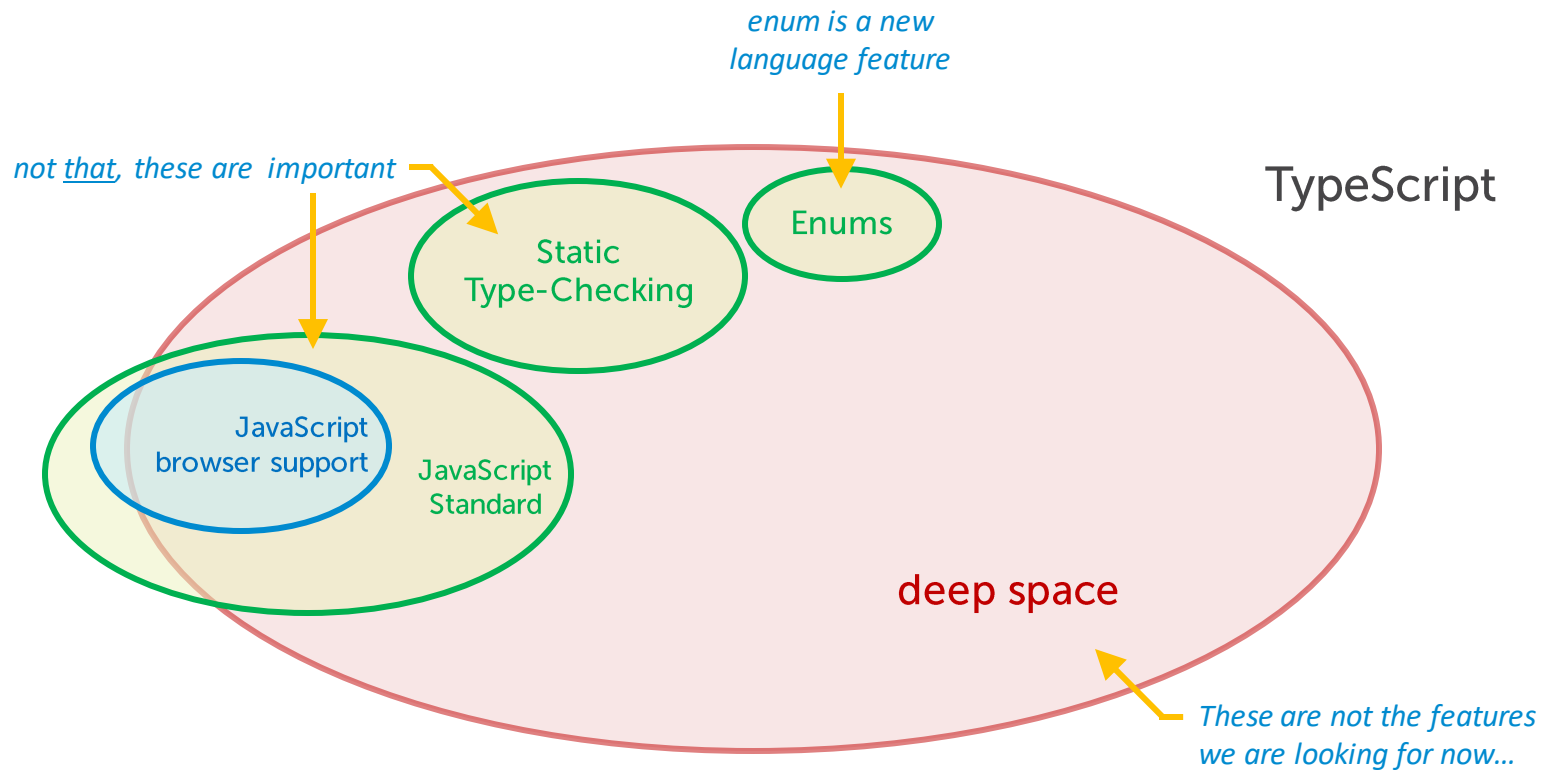 enum is a new
language feature
not that, these are important
TypeScript
Enums
Static
Type-Checking
JavaScript
browser support
JavaScript
Standard
deep space
These are not the features
we are looking for now...